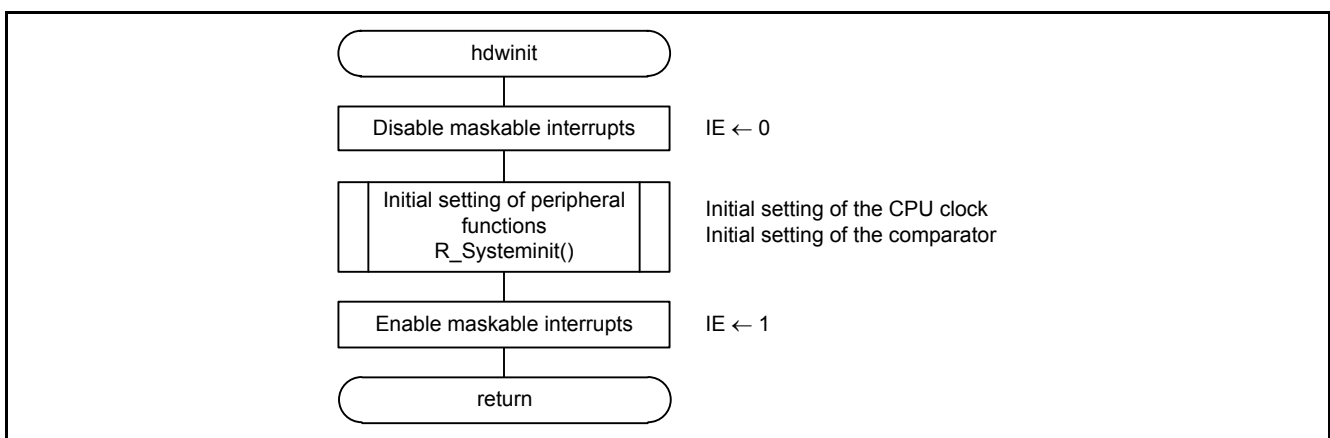 hdwinit
Disable maskable interrupts
IE ← 0
Initial setting of peripheral
functions
R_Systeminit()
Initial setting of the CPU clock
Initial setting of the comparator
Enable maskable interrupts
IE ← 1
return